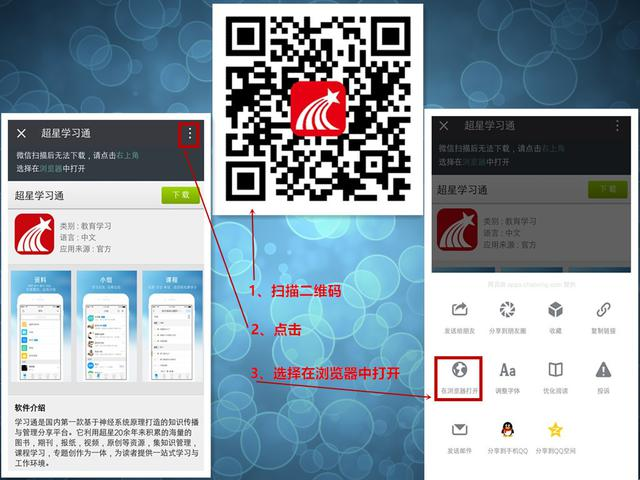 超星学习通
微信扫描后无法下载，请点击右上角
选择在浏览器中打开
超星学习通
下载
类别：教育学习
语言：中文
应用来源：官方
资料
小组
课程
软件介绍
学习通是国内第一款基于神经系统原理打造的知识传播
与管理分享平台。它利用超星20余年来积累的海量的
图书，期刊，报纸，视频，原创等资源，集知识管理，
课程学习，专题创作为一体，为读者提供一站式学习与
工作环境。
1、扫描二维码
2、点击
3、选择在浏览器中打开
超星学习通
微信扫描后无法下载，请点击右上角
选择在浏览器中打开
超星学习通
下载
类别：教育学习
语言：中文
应用来源：官方
网页由 apps.chaoxing.com 提供
发送给朋友
分享到朋友圈
收藏
复制链接
在浏览器打开
Aa
调整字体
优化阅读
投诉
发送邮件
分享到手机QQ
分享到QQ空间